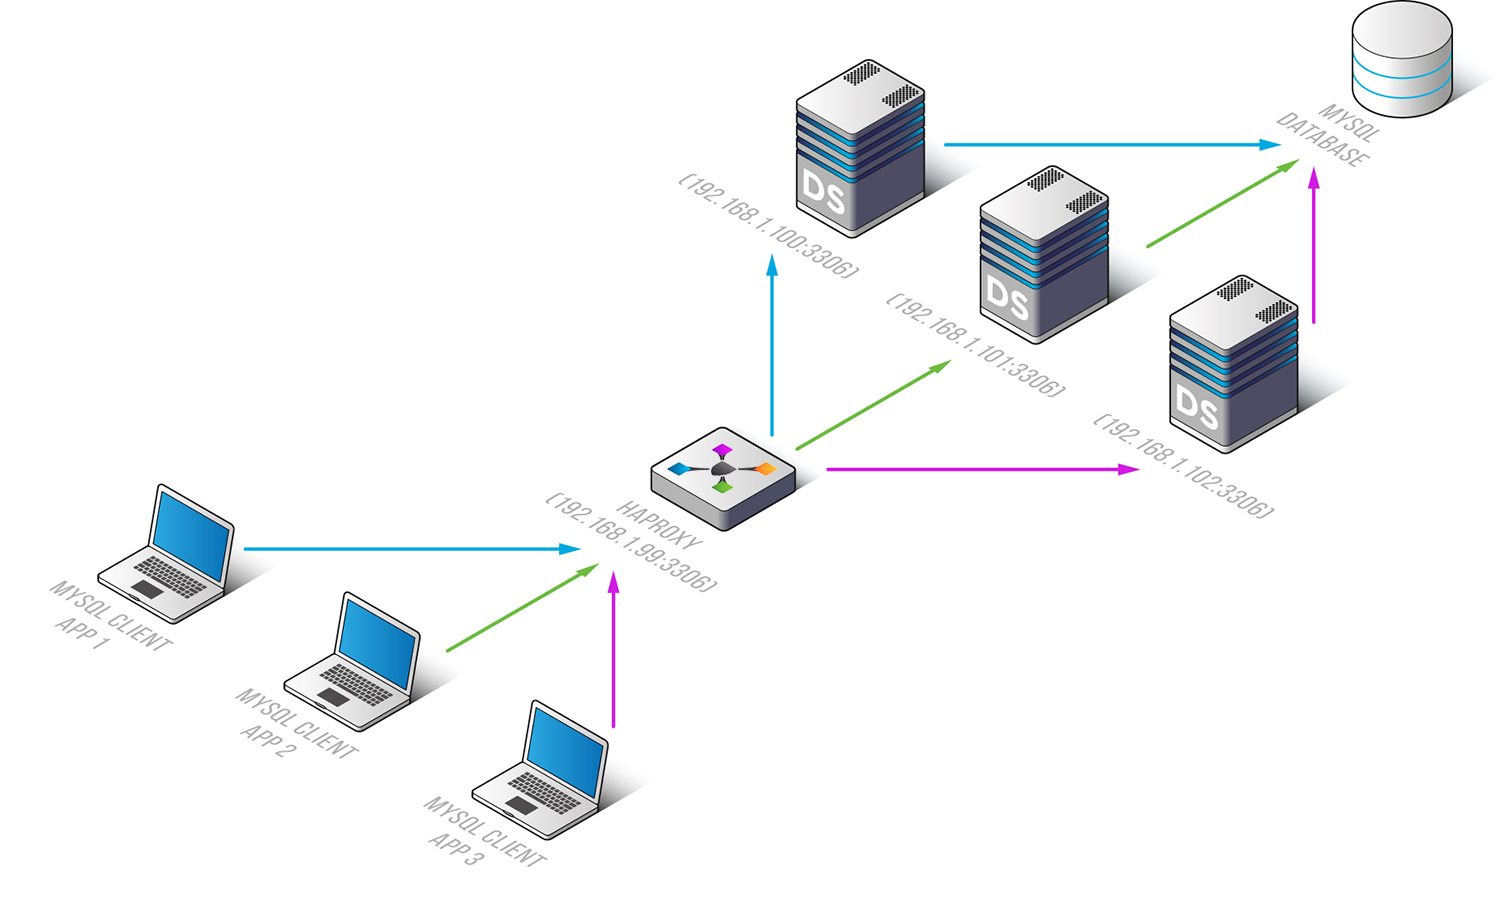 MYSQL
DATABASE
DS
(192.168.1.100:3306)
DS
(192.168.1.101:3306)
DS
(192.168.1.102:3306)
HAPROXY
(192.168.1.99:3306)
MYSQL CLIENT
APP 1
MYSQL CLIENT
APP 2
MYSQL CLIENT
APP 3